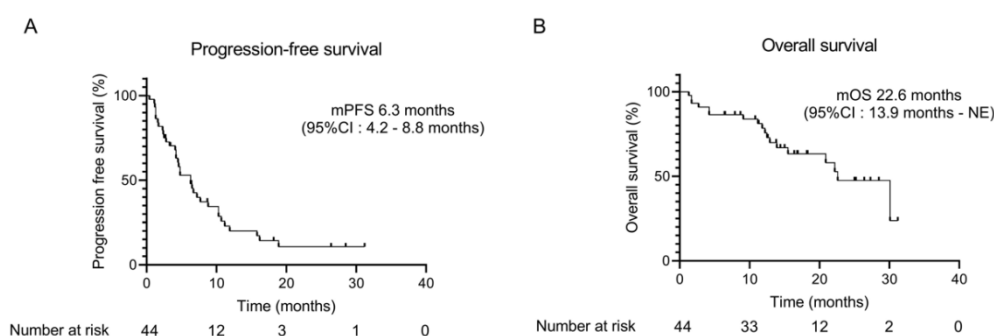 A
Progression-free survival
Progression free survival (%)
100
50
0
mPFS 6.3 months
(95%CI : 4.2 - 8.8 months)
0 10 20 30 40
Time (months)
Number at risk 44 12 3 1 0
B
Overall survival
Overall survival (%)
100
50
0
mOS 22.6 months
(95%CI : 13.9 months - NE)
0 10 20 30 40
Time (months)
Number at risk 44 33 12 2 0